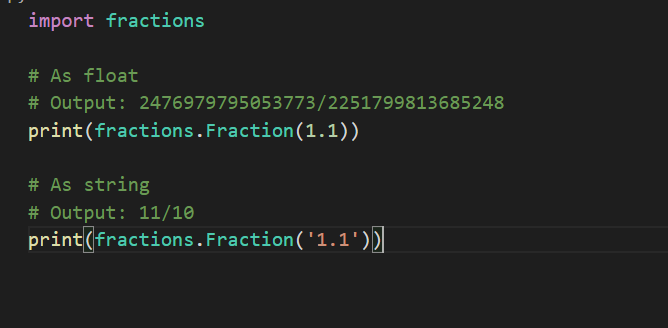 import fractions
# As float
# Output: 2476979795053773/2251799813685248
print(fractions.Fraction(1.1))
# As string
# Output: 11/10
print(fractions.Fraction('1.1'))